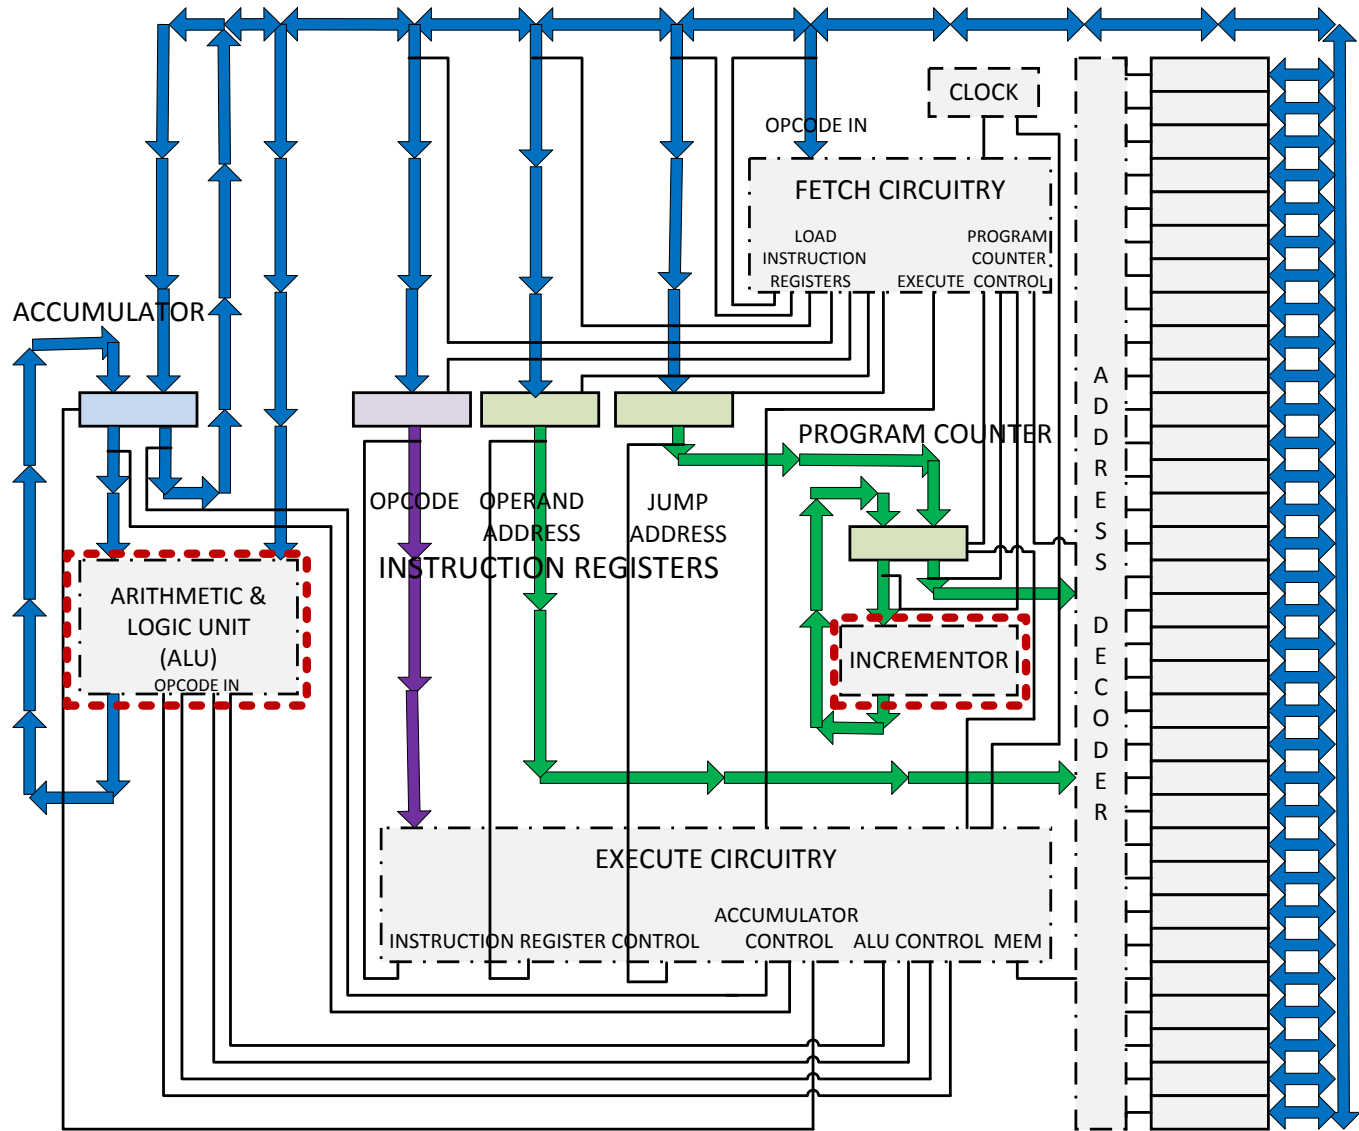 CLOCK
OPCODE IN
FETCH CIRCUITRY
LOAD
INSTRUCTION
REGISTERS
EXECUTE
PROGRAM
COUNTER
CONTROL
ACCUMULATOR
PROGRAM COUNTER
OPCODE
OPERAND
ADDRESS
JUMP
ADDRESS
INSTRUCTION REGISTERS
ARITHMETIC &
LOGIC UNIT
(ALU)
OPCODE IN
INCREMENTOR
ADDRESS DECODER
EXECUTE CIRCUITRY
INSTRUCTION REGISTER CONTROL
ACCUMULATOR
CONTROL
ALU CONTROL
MEM